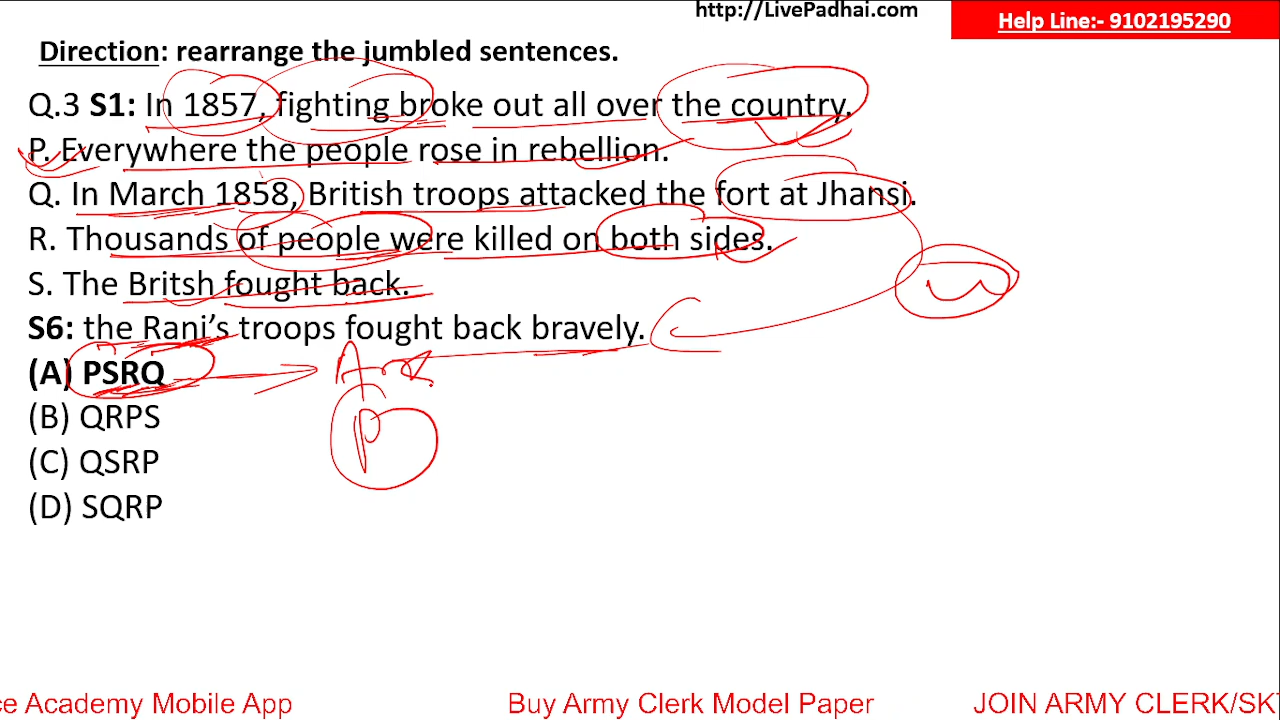 http://LivePadhai.com
Help Line:- 9102195290
Direction: rearrange the jumbled sentences.
Q.3 S1: In 1857, fighting broke out all over the country.
P. Everywhere the people rose in rebellion.
Q. In March 1858, British troops attacked the fort at Jhansi.
R. Thousands of people were killed on both sides.
S. The Britsh fought back.
S6: the Rani's troops fought back bravely.
(A) PSRQ
P
(B) QRPS
(C) QSRP
(D) SQRP
ce Academy Mobile App
Buy Army Clerk Model Paper
JOIN ARMY CLERK/SKT